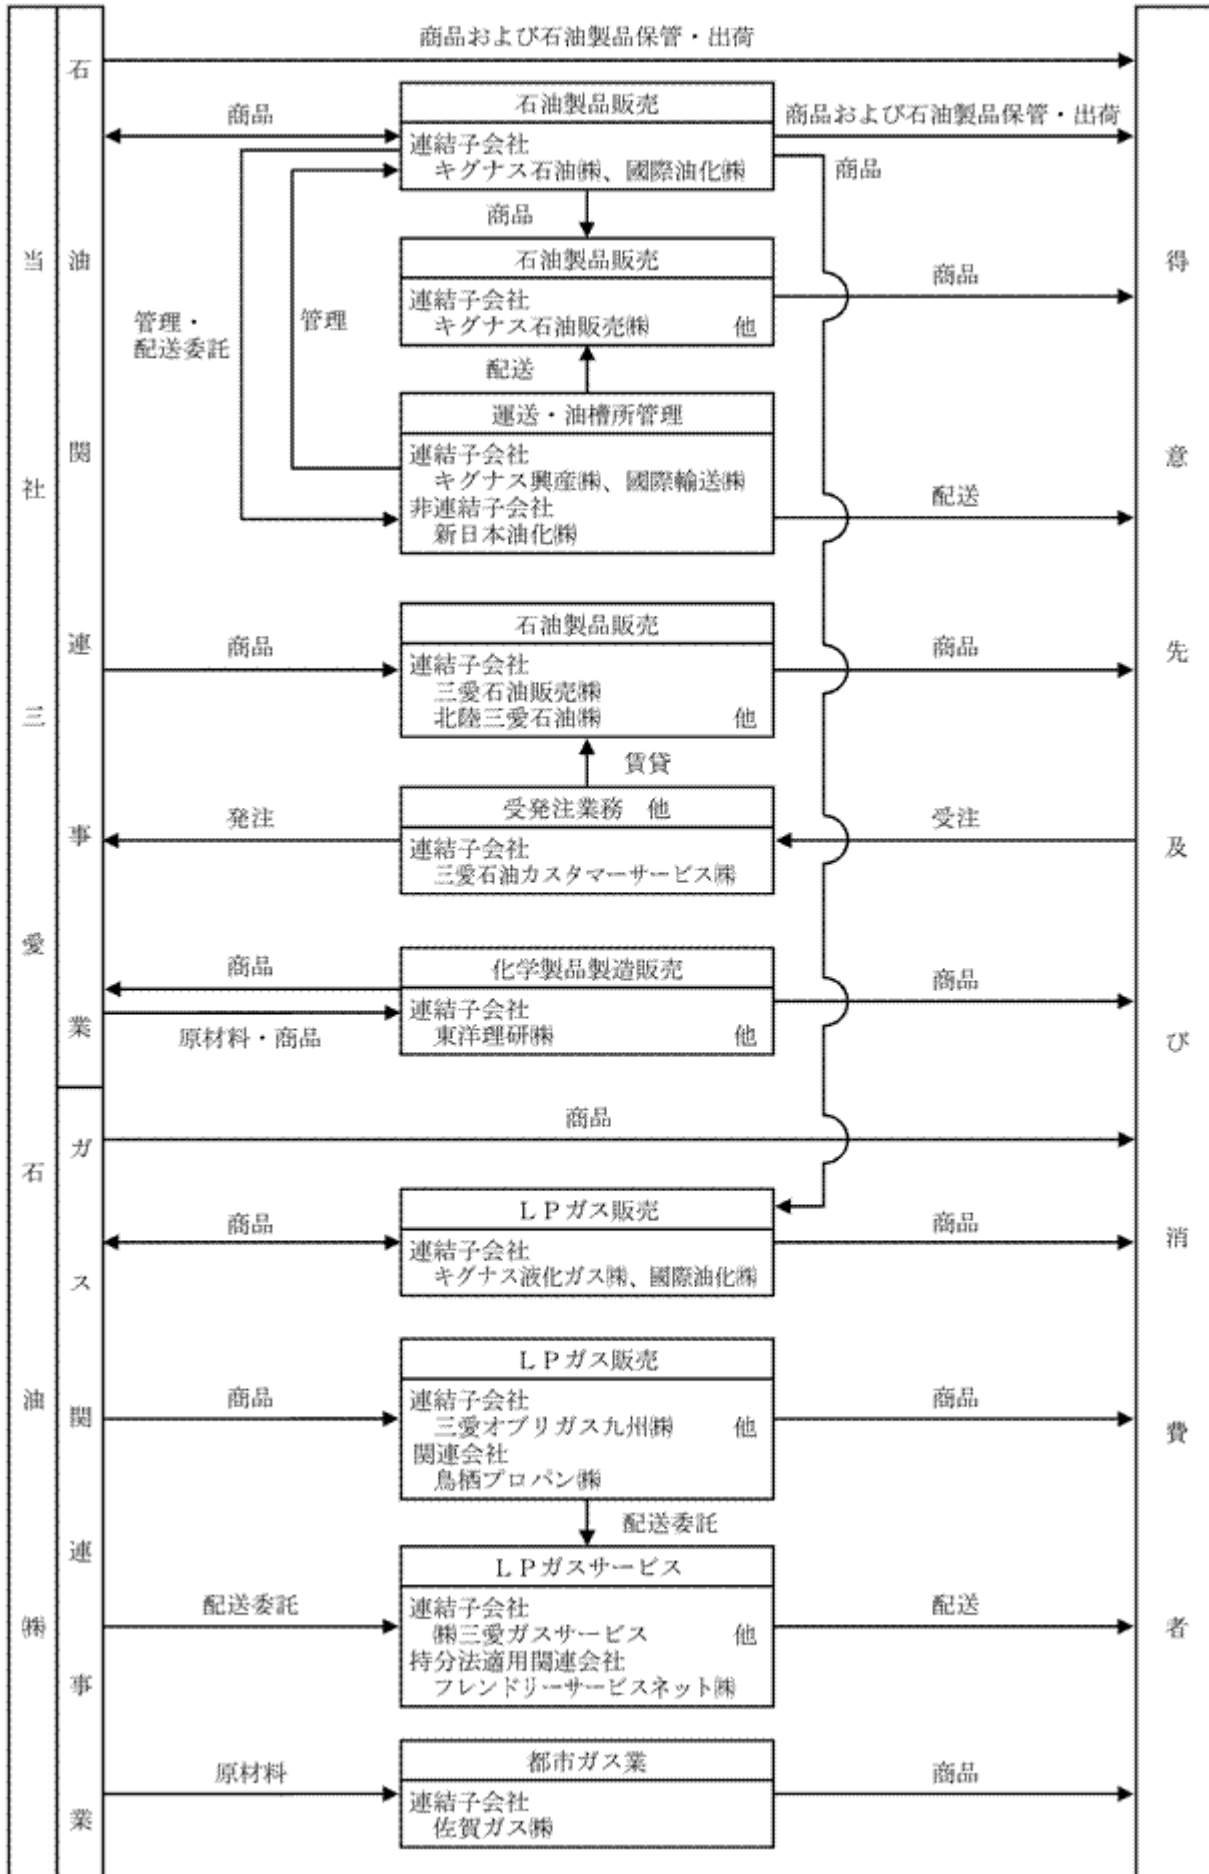 当社三愛石油㈱
石油関連事業
ガス関連事業
得意先及び消費者
商品および石油製品保管・出荷
石油製品販売
商品
商品および石油製品保管・出荷
連結子会社
キグナス石油㈱、國際油化㈱
商品
商品
石油製品販売
連結子会社
キグナス石油販売㈱ 他
商品
管理・
配送委託
管理
配送
運送・油槽所管理
連結子会社
キグナス興産㈱、國際輸送㈱
非連結子会社
新日本油化㈱
配送
石油製品販売
商品
連結子会社
三愛石油販売㈱
北陸三愛石油㈱ 他
商品
賃貸
受発注業務 他
発注
連結子会社
三愛石油カスタマーサービス㈱
受注
化学製品製造販売
商品
原材料・商品
連結子会社
東洋理研㈱ 他
商品
商品
LPガス販売
商品
連結子会社
キグナス液化ガス㈱、國際油化㈱
商品
LPガス販売
商品
連結子会社
三愛オブリガス九州㈱ 他
関連会社
鳥栖プロパン㈱
商品
配送委託
LPガスサービス
配送委託
連結子会社
㈱三愛ガスサービス 他
持分法適用関連会社
フレンドリーサービスネット㈱
配送
都市ガス業
原材料
連結子会社
佐賀ガス㈱
商品